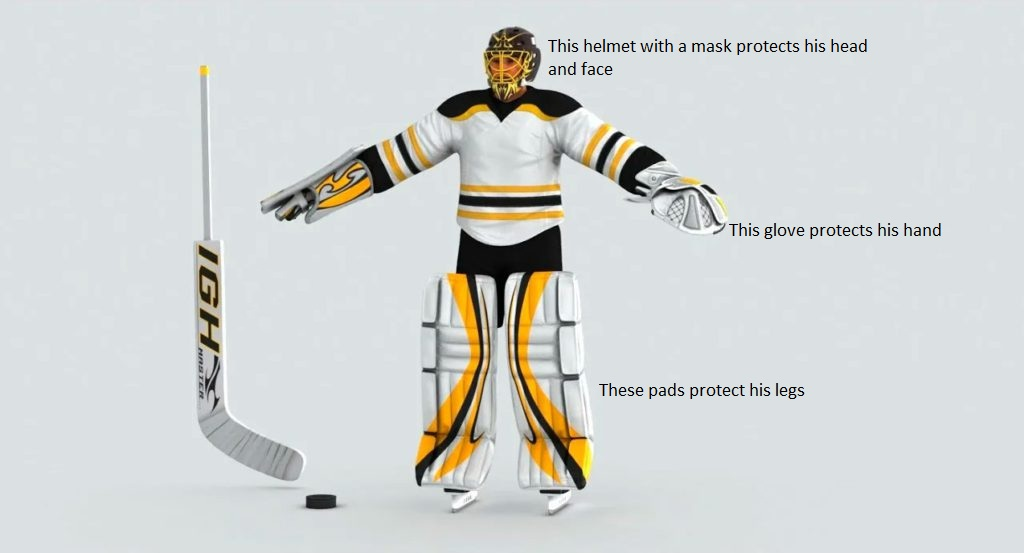 This helmet with a mask protects his head
and face
This glove protects his hand
These pads protect his legs
IGH
MASTER